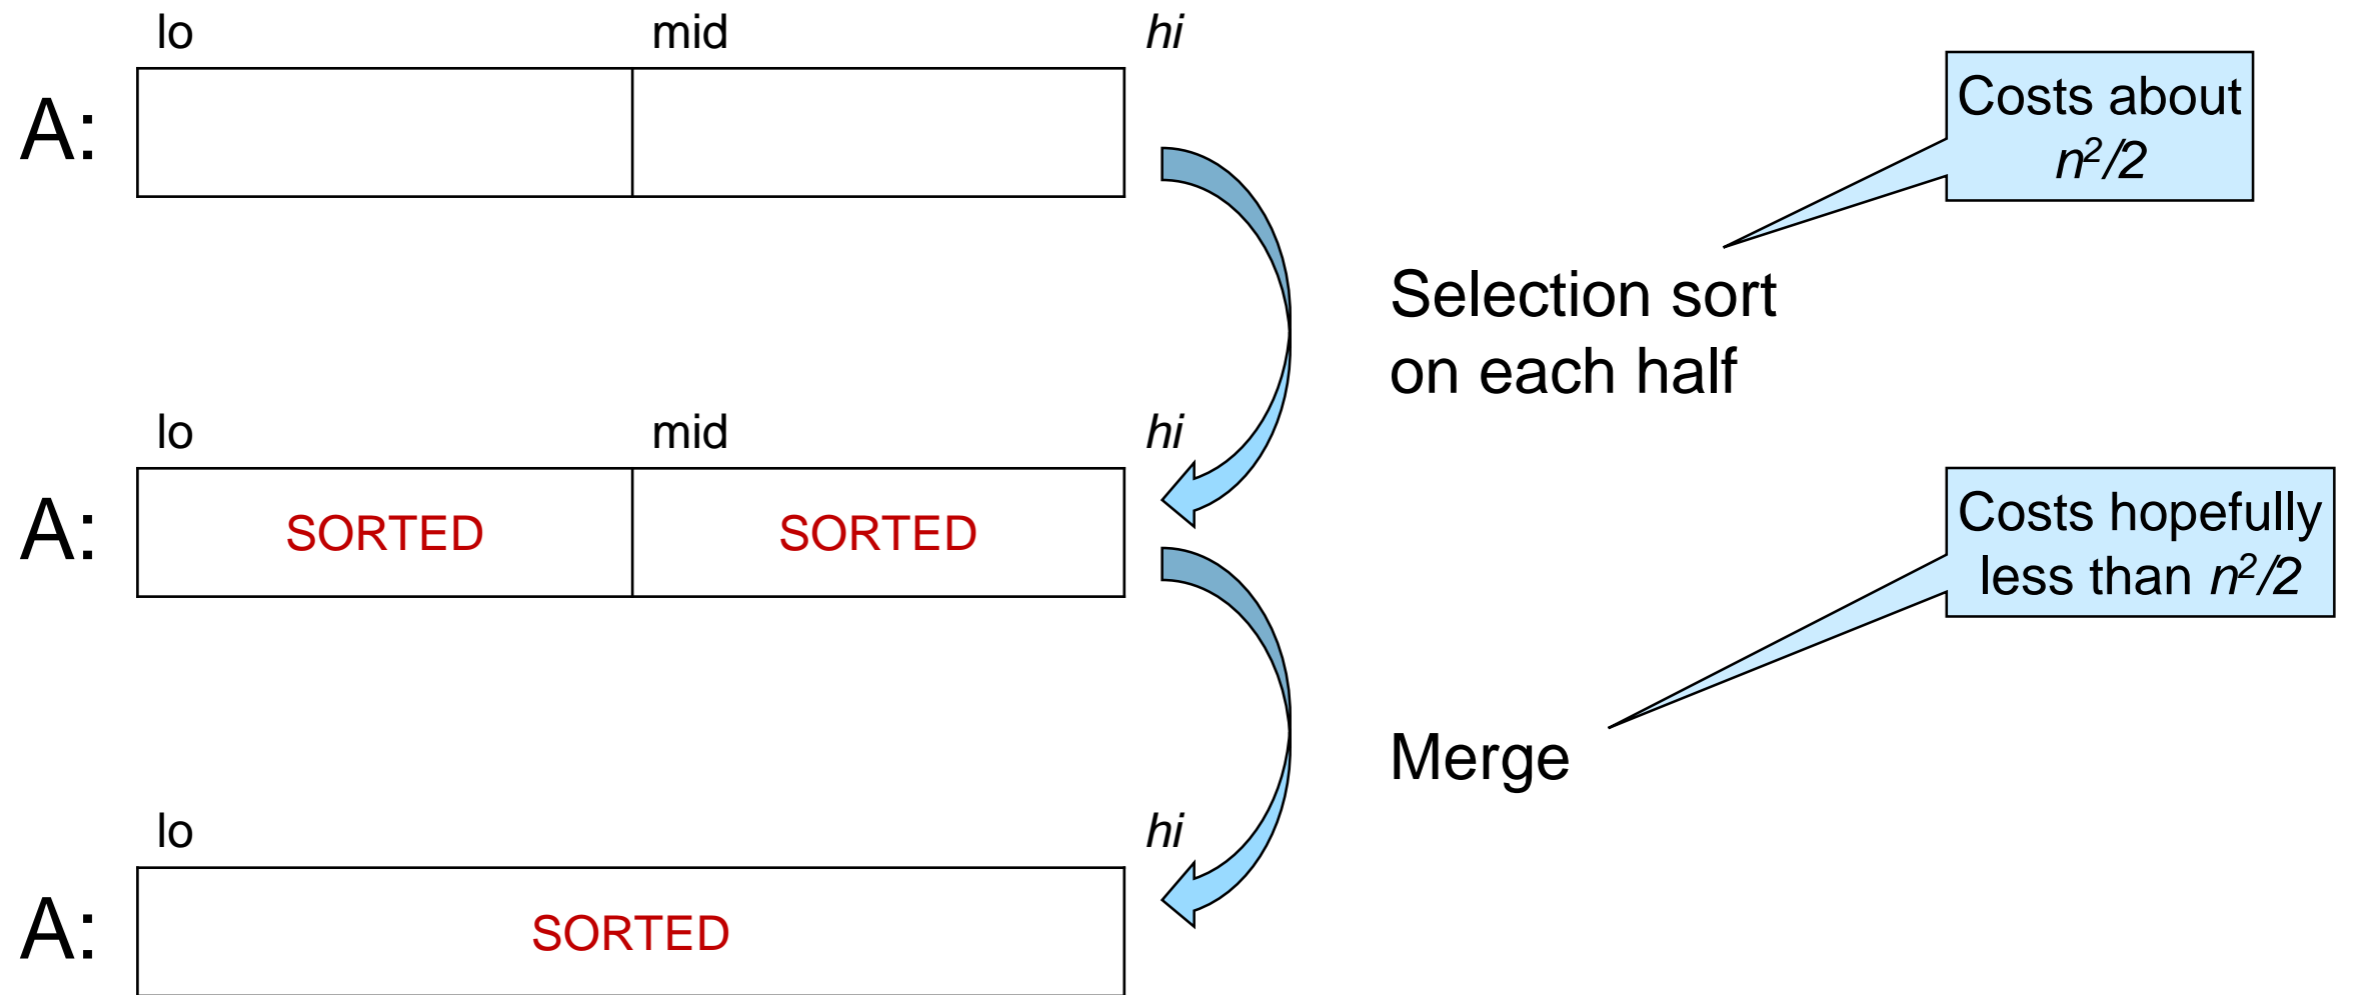 lo mid hi
A:
Costs about
n²/2
Selection sort
on each half
lo mid hi
A: SORTED SORTED
Costs hopefully
less than n²/2
Merge
lo hi
A: SORTED